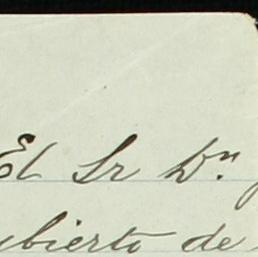 El Sr Dn.
ubierto de